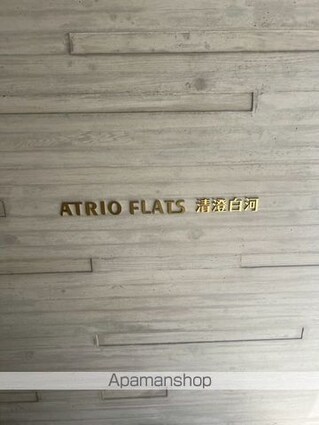 ATRIO FLATS 清澄白河
Apamanshop